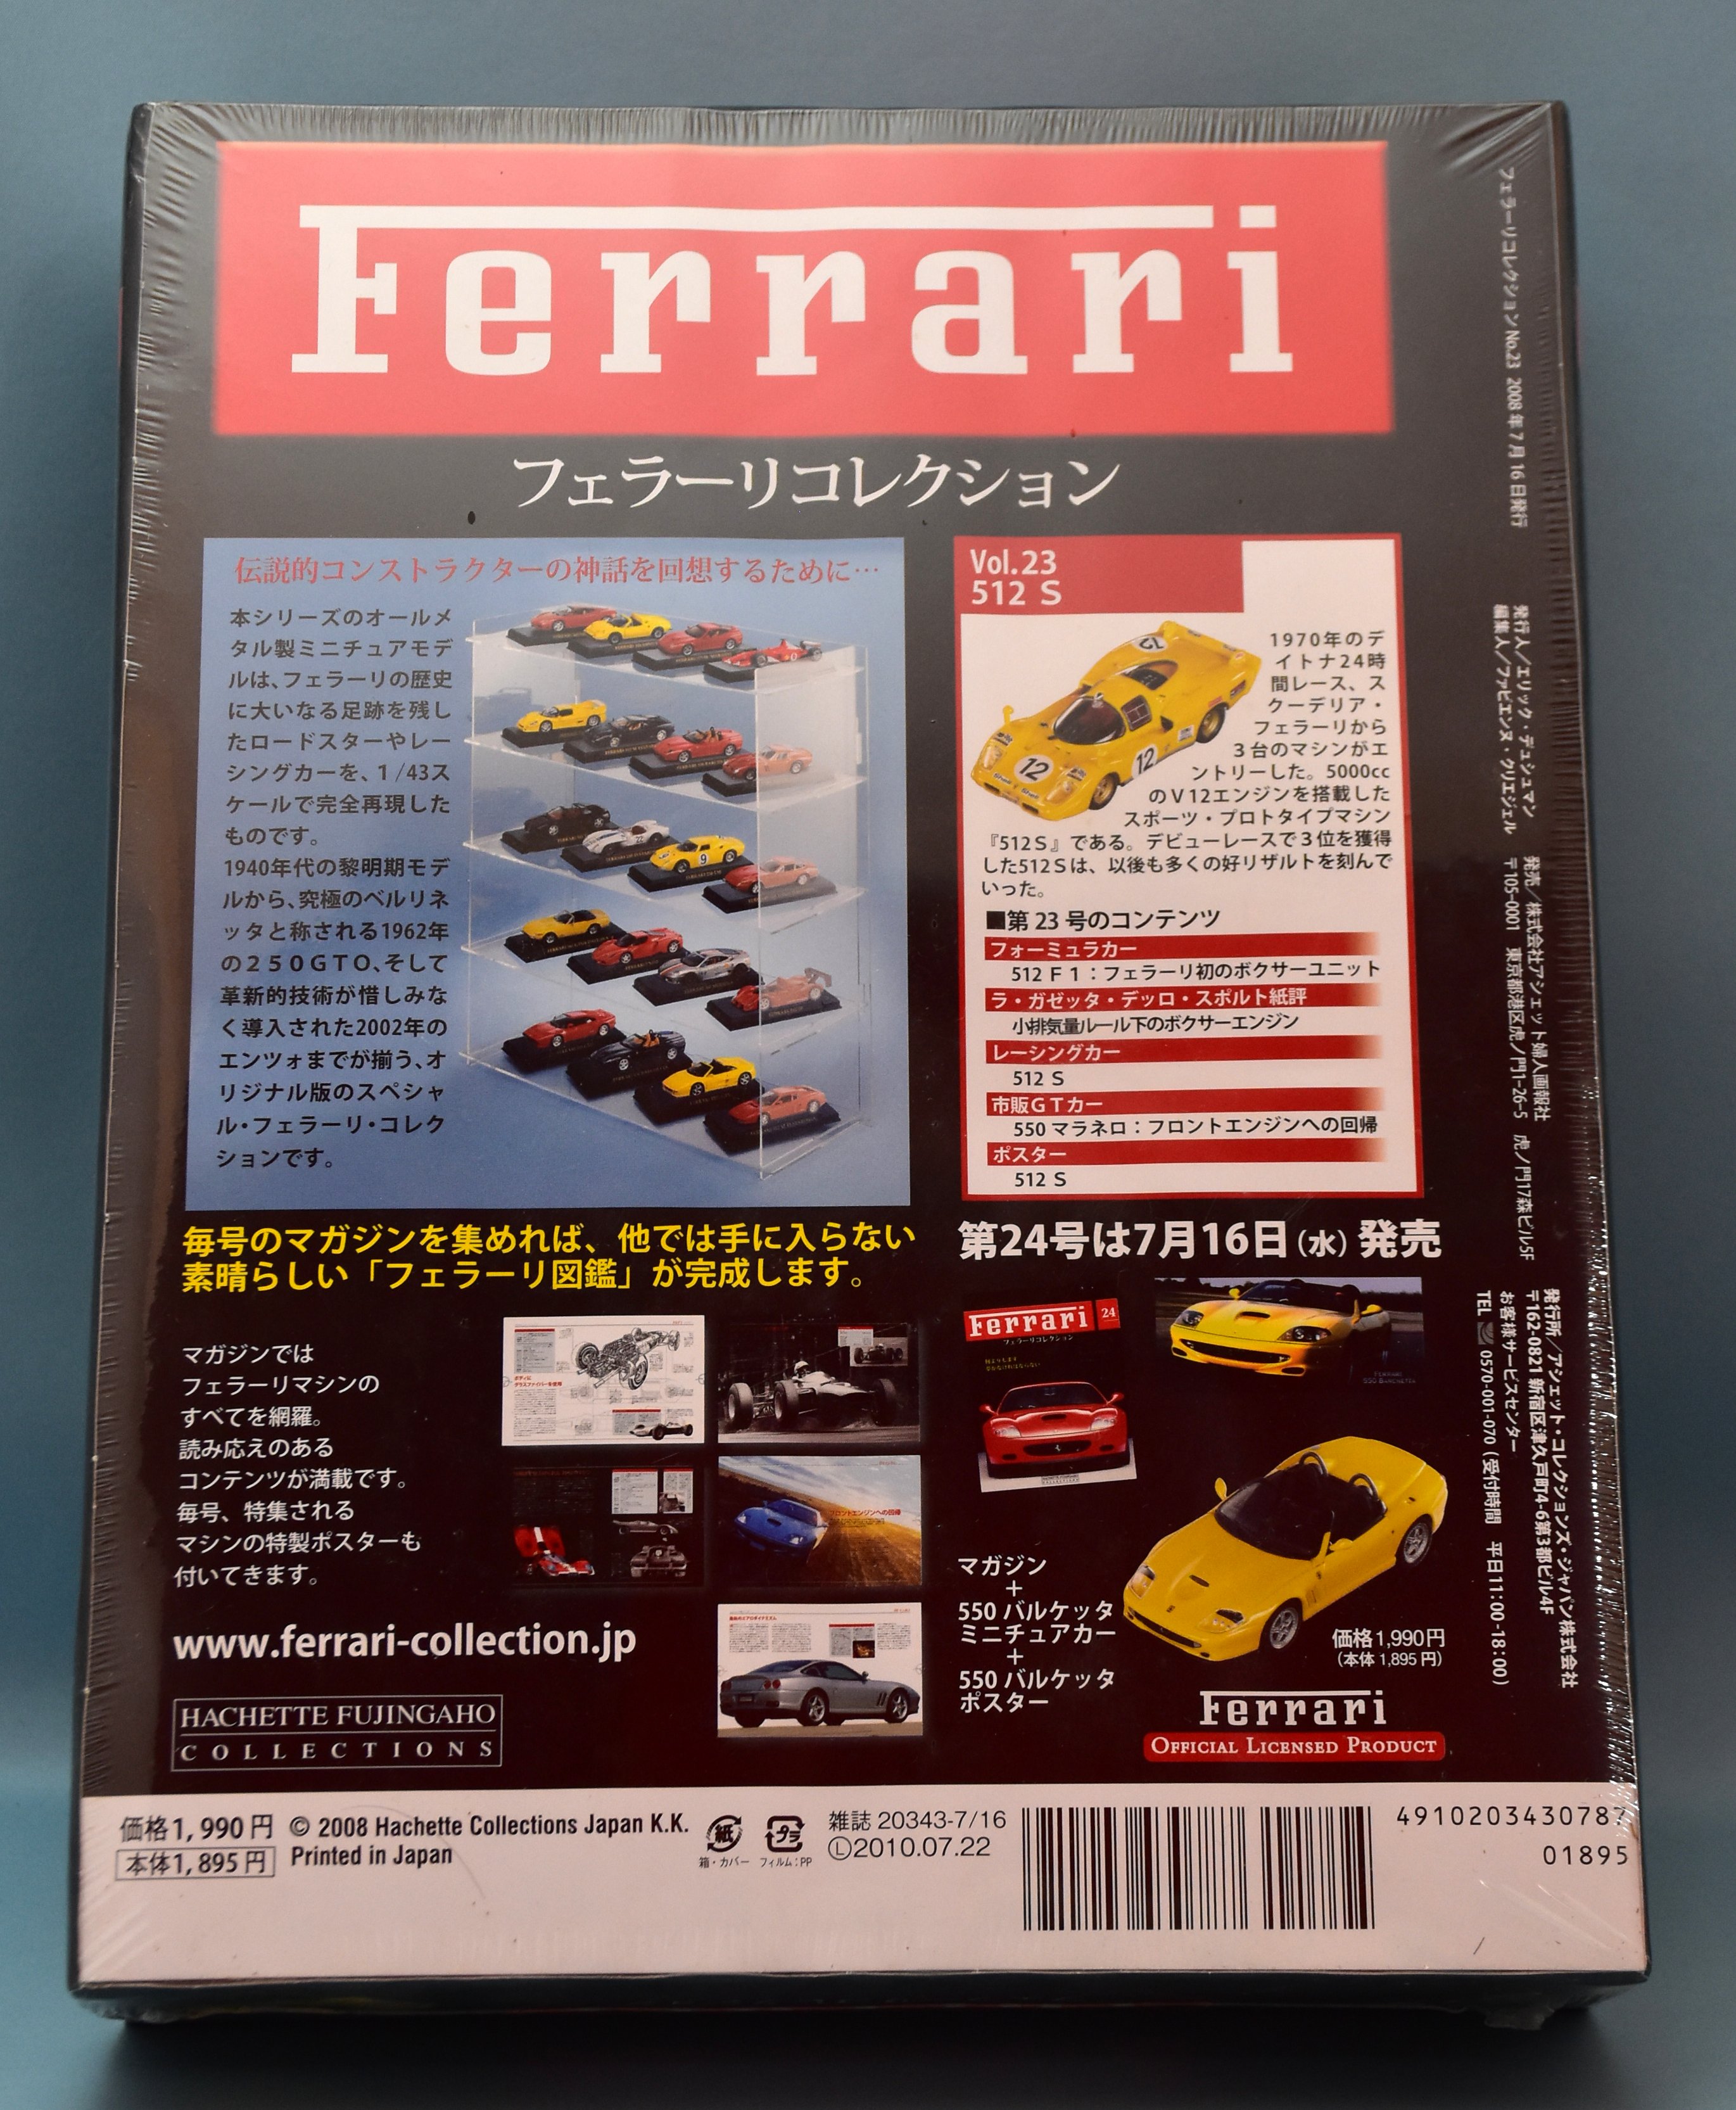 Ferrari
フェラーリコレクション
伝説的コンストラクターの神話を回想するために…
本シリーズのオールメ
タル製ミニチュアモデ
ルは、フェラーリの歴史
に大いなる足跡を残し
たロードスターやレー
シングカーを、1/43ス
ケールで完全再現した
ものです。
1940年代の黎明期モデ
ルから、究極のベルリネ
ッタと称される1962年
の２５０ＧＴＯ、そして
革新的技術が惜しみな
く導入された2002年の
エンツォまでが揃う、オ
リジナル版のスペシャ
ル・フェラーリ・コレク
ションです。
Vol.23
512 S
1970年のデ
イトナ24時
間レース、ス
クーデリア・
フェラーリから
３台のマシンがエ
ントリーした。5000cc
のＶ12エンジンを搭載した
スポーツ・プロトタイプマシン
『512Ｓ』である。デビューレースで３位を獲得
した512Ｓは、以後も多くの好リザルトを刻んで
いった。
12
12
12
9
■第 23 号のコンテンツ
フォーミュラカー
512 F 1：フェラーリ初のボクサーユニット
ラ・ガゼッタ・デッロ・スポルト紙評
小排気量ルール下のボクサーエンジン
レーシングカー
512 S
市販ＧＴカー
550 マラネロ：フロントエンジンへの回帰
ポスター
512 S
毎号のマガジンを集めれば、他では手に入らない
素晴らしい「フェラーリ図鑑」が完成します。
マガジンでは
フェラーリマシンの
すべてを網羅。
読み応えのある
コンテンツが満載です。
毎号、特集される
マシンの特製ポスターも
付いてきます。
フロントエンジンへの回帰
www.ferrari-collection.jp
HACHETTE FUJINGAHO
COLLECTIONS
第24号は7月16日（水）発売
Ferrari
24
フェラーリコレクション
FERRARI
550 BARCHETTA
マガジン
＋
550 バルケッタ
ミニチュアカー
＋
550 バルケッタ
ポスター
価格1,990円
（本体 1,895 円）
Ferrari
OFFICIAL LICENSED PRODUCT
フェラーリコレクション No.23 2008 年 7 月 16 日発行
発行人／エリック・デュシュマン
編集人／ファビエンヌ・クリエジェル
発売／ 株式会社アシェット婦人画報社
〒105-0001 東京都港区虎ノ門1-26-5 虎ノ門17森ビル5F
発行所／アシェット・コレクションズ・ジャパン株式会社
〒162-0821 新宿区津久戸町4-6第3都ビル4F
お客様サービスセンター
TEL 0570-001-070（受付時間 平日11:00-18:00）
価格1,990円
本体1,895円
© 2008 Hachette Collections Japan K.K.
Printed in Japan
紙
箱・カバー
プラ
フィルム：PP
雑誌 20343-7/16
Ⓛ2010.07.22
4910203430787
01895